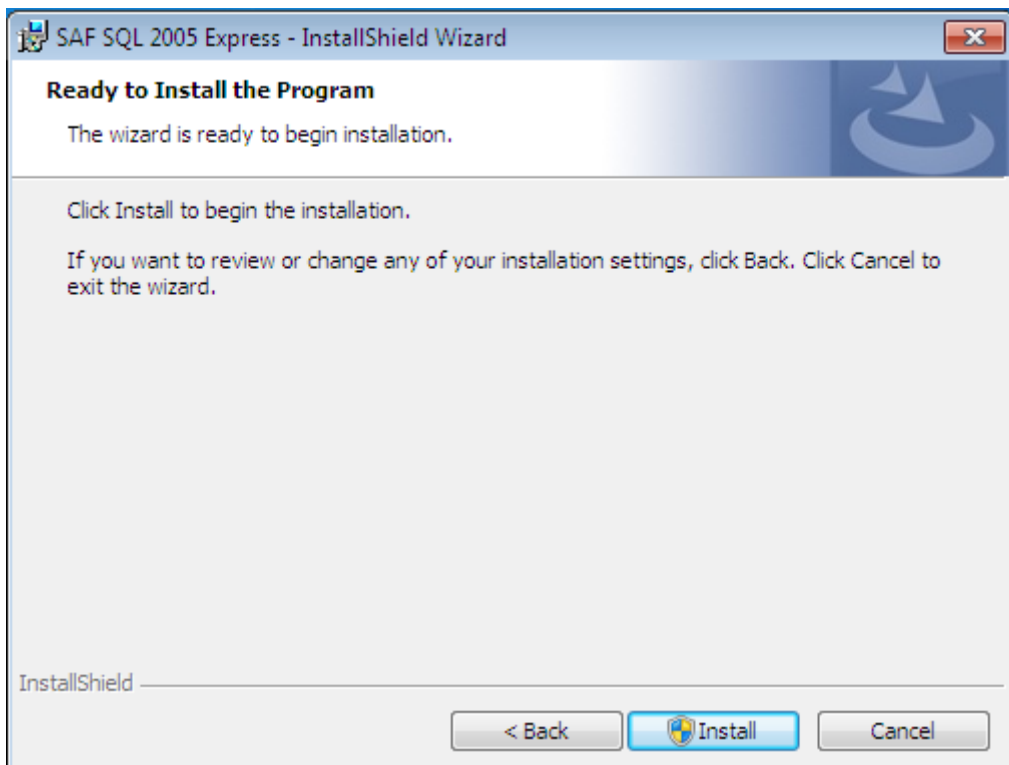 SAF SQL 2005 Express - InstallShield Wizard
Ready to Install the Program
The wizard is ready to begin installation.
Click Install to begin the installation.
If you want to review or change any of your installation settings, click Back. Click Cancel to
exit the wizard.
InstallShield
< Back
Install
Cancel